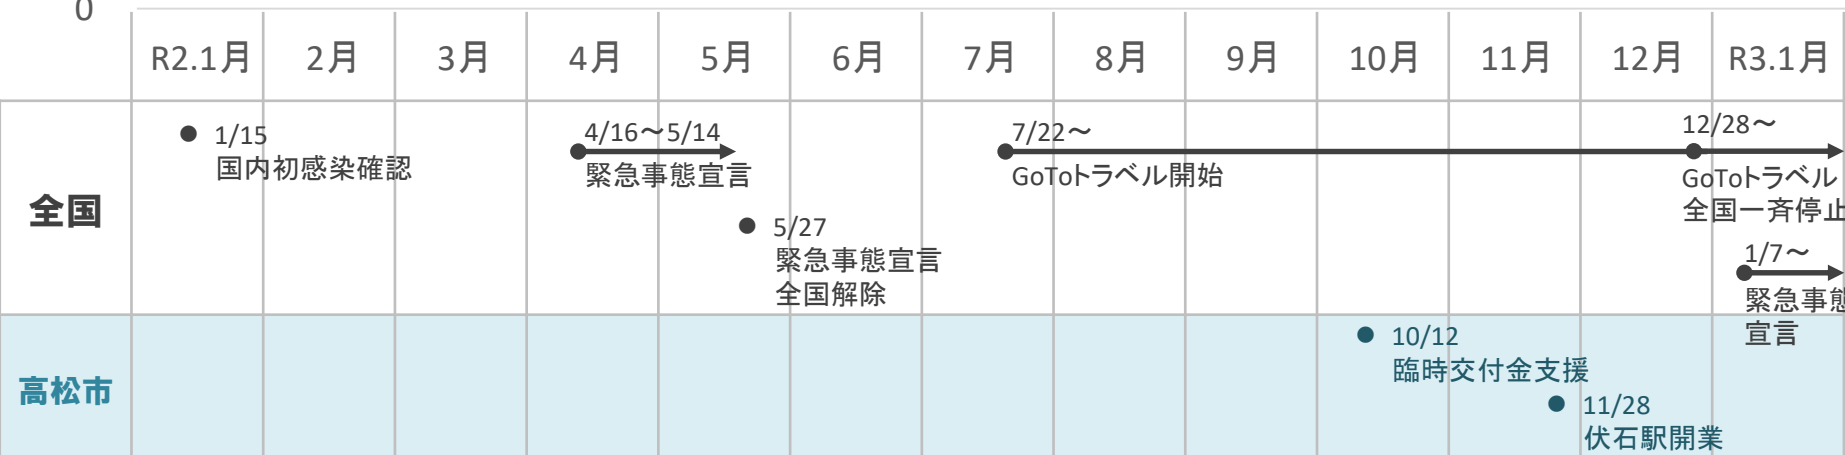 0
R2.1月 2月 3月 4月 5月 6月 7月 8月 9月 10月 11月 12月 R3.1月
全国
1/15
国内初感染確認
4/16～5/14
緊急事態宣言
5/27
緊急事態宣言
全国解除
7/22～
GoToトラベル開始
12/28～
GoToトラベル
全国一斉停止
1/7～
緊急事態
宣言
高松市
10/12
臨時交付金支援
11/28
伏石駅開業